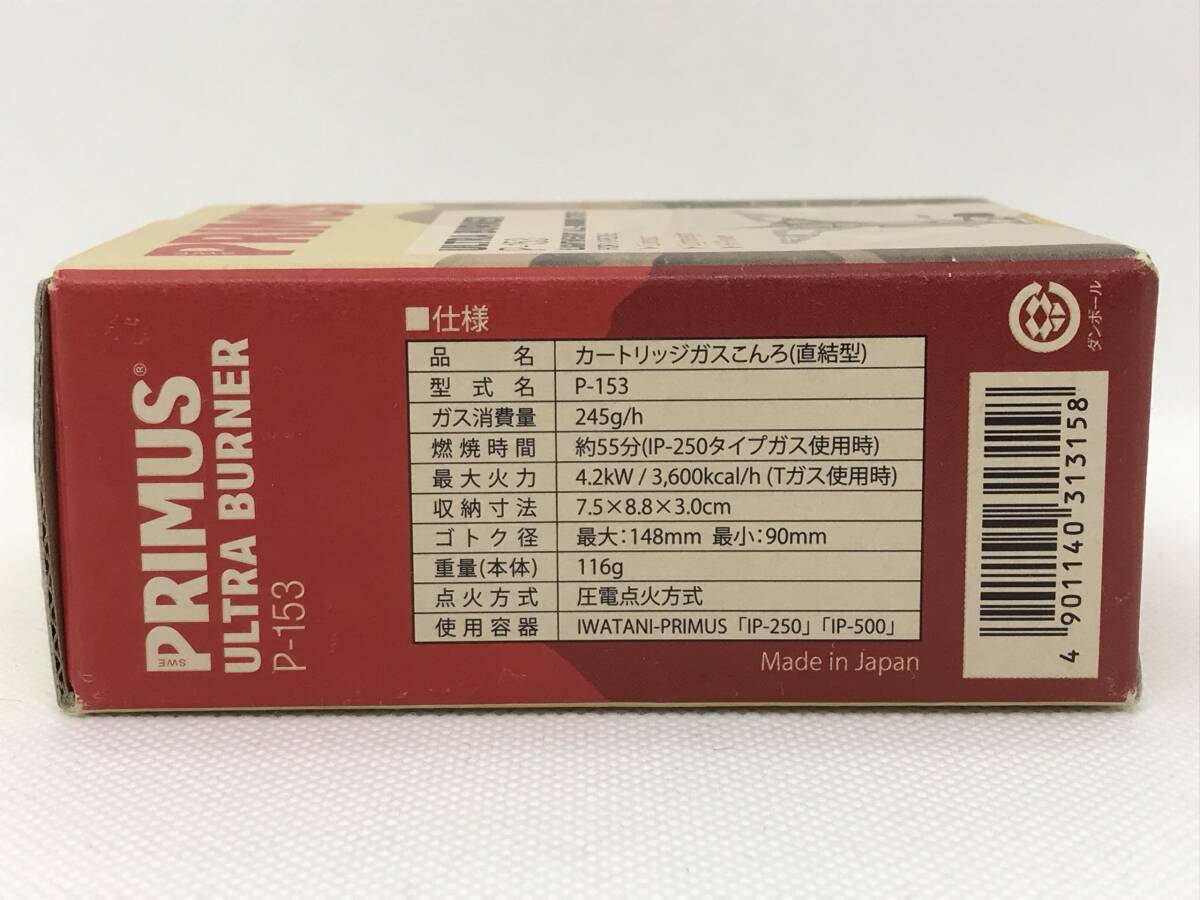 PRIMUS
ULTRA BURNER
P-153
PRIMUS®
SWE
ULTRA BURNER
P-153
■仕様
品名 カートリッジガスこんろ(直結型)
型式名 P-153
ガス消費量 245g/h
燃焼時間 約55分(IP-250タイプガス使用時)
最大火力 4.2kW / 3,600kcal/h (Tガス使用時)
収納寸法 7.5×8.8×3.0cm
ゴトク径 最大:148mm 最小:90mm
重量(本体) 116g
点火方式 圧電点火方式
使用容器 IWATANI-PRIMUS「IP-250」「IP-500」
Made in Japan
ダンボール
4 901140 313158